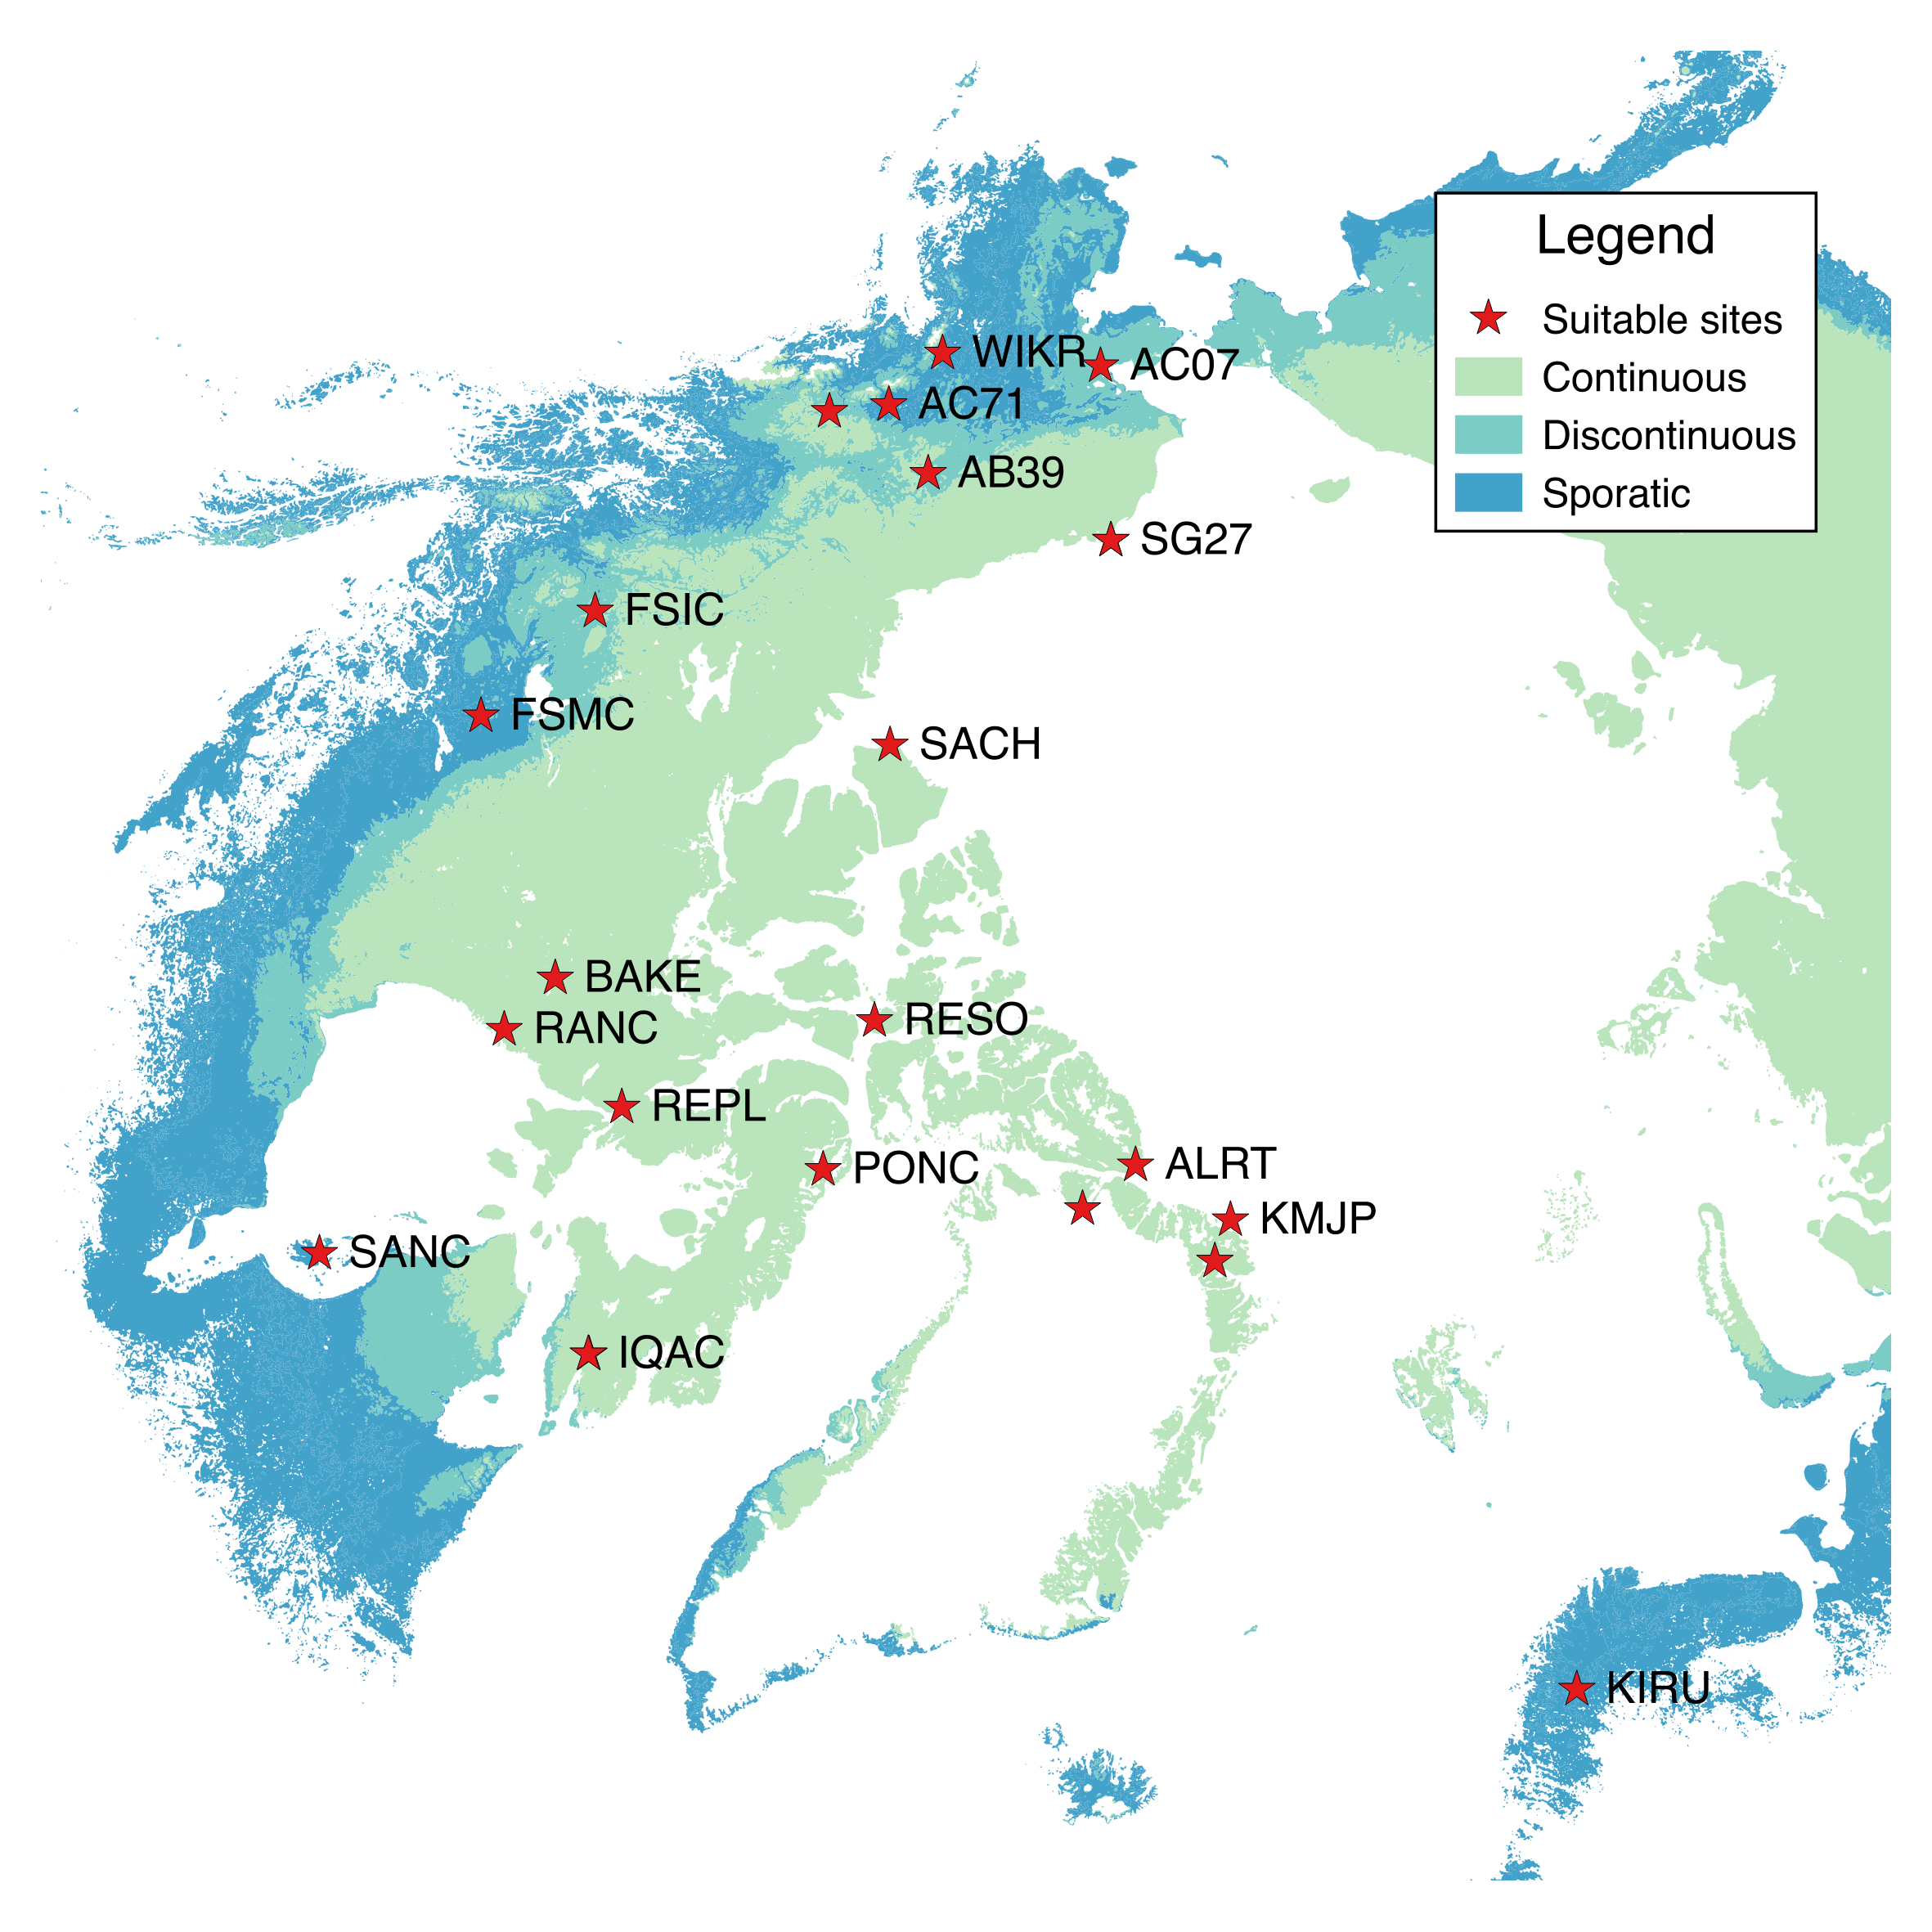 Legend
Suitable sites
Continuous
Discontinuous
Sporatic
WIKR
AC07
AC71
AB39
SG27
FSIC
FSMC
SACH
BAKE
RESO
RANC
REPL
PONC
ALRT
KMJP
SANC
IQAC
KIRU